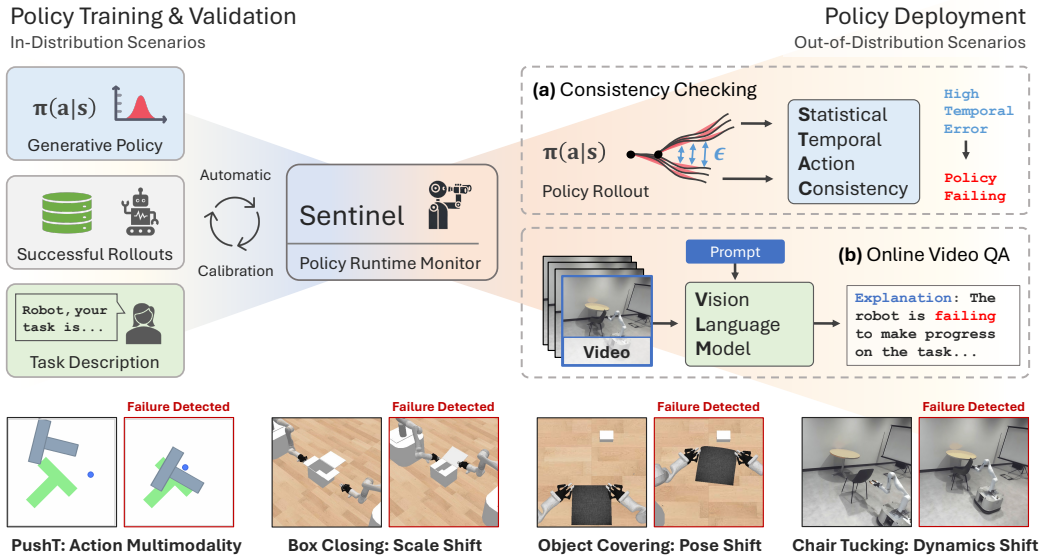 Policy Training & Validation
In-Distribution Scenarios
π(a|s)
Generative Policy
Successful Rollouts
Robot, your
task is...
Task Description
Automatic
Calibration
Sentinel
Policy Runtime Monitor
Policy Deployment
Out-of-Distribution Scenarios
(a) Consistency Checking
π(a|s)
Policy Rollout
ϵ
Statistical
Temporal
Action
Consistency
High
Temporal
Error
Policy
Failing
(b) Online Video QA
Prompt
Video
Vision
Language
Model
Explanation: The
robot is failing
to make progress
on the task...
Failure Detected
PushT: Action Multimodality
Failure Detected
Box Closing: Scale Shift
Failure Detected
Object Covering: Pose Shift
Failure Detected
Chair Tucking: Dynamics Shift